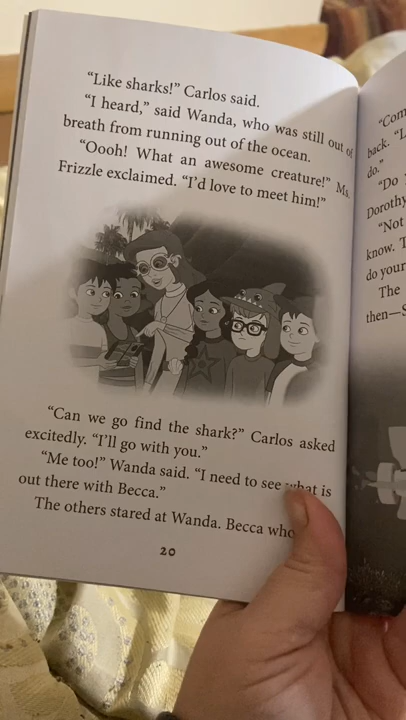 “Like sharks!” Carlos said.
“I heard,” said Wanda, who was still out of
breath from running out of the ocean.
“Oooh! What an awesome creature!” Ms.
Frizzle exclaimed. “I’d love to meet him!”
“Can we go find the shark?” Carlos asked
excitedly. “I’ll go with you.”
“Me too!” Wanda said. “I need to see what is
out there with Becca.”
The others stared at Wanda. Becca who
20
back. “L
do.”
“Do
Dorothy
“Not
know. T
do your
The
then—S